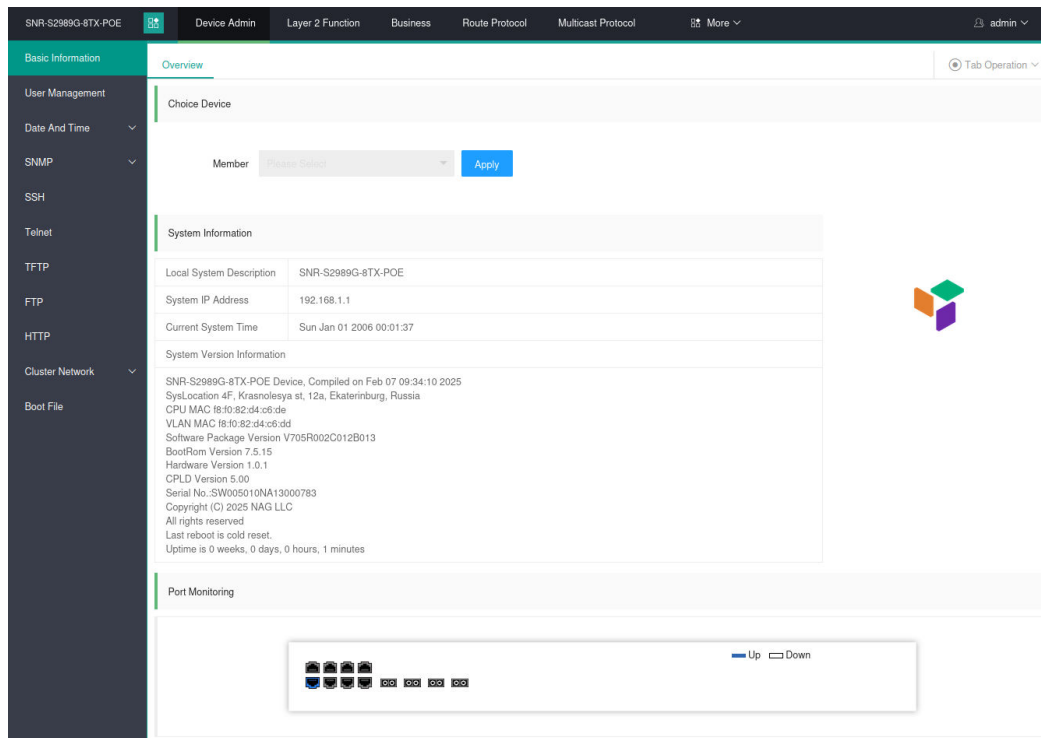 SNR-S2989G-8TX-POE Device Admin Layer 2 Function Business Route Protocol Multicast Protocol More admin
Basic Information
User Management
Date And Time
SNMP
SSH
Telnet
TFTP
FTP
HTTP
Cluster Network
Boot File
Overview Tab Operation
Choice Device
Member Please Select Apply
System Information
Local System Description SNR-S2989G-8TX-POE
System IP Address 192.168.1.1
Current System Time Sun Jan 01 2006 00:01:37
System Version Information
SNR-S2989G-8TX-POE Device, Compiled on Feb 07 09:34:10 2025
SysLocation 4F, Krasnolesya st, 12a, Ekaterinburg, Russia
CPU MAC f8:f0:82:d4:c6:de
VLAN MAC f8:f0:82:d4:c6:dd
Software Package Version V705R002C012B013
BootRom Version 7.5.15
Hardware Version 1.0.1
CPLD Version 5.00
Serial No.:SW005010NA13000783
Copyright (C) 2025 NAG LLC
All rights reserved
Last reboot is cold reset.
Uptime is 0 weeks, 0 days, 0 hours, 1 minutes
Port Monitoring
Up Down